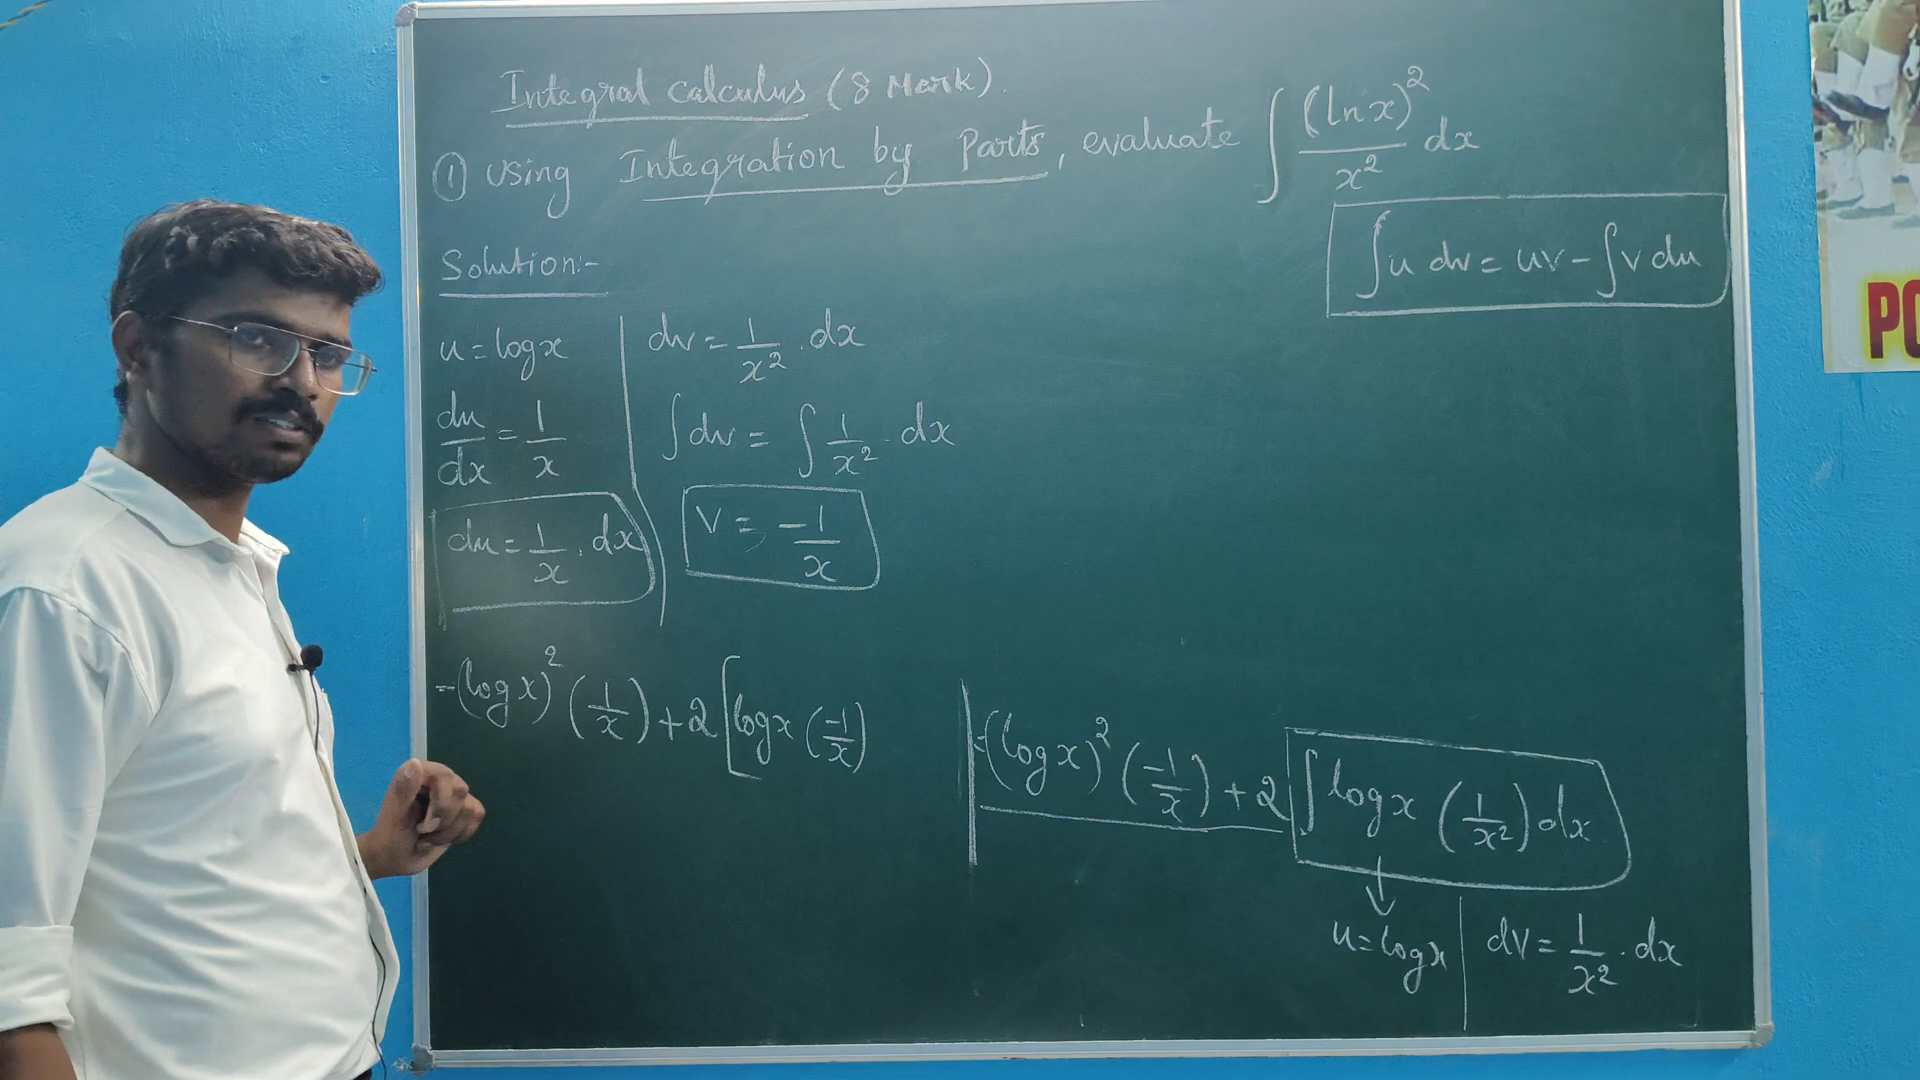 Integral calculus (8 Mark).
① Using Integration by Parts, evaluate ∫ (ln x)² / x² dx
∫u dv = uv - ∫v du
Solution:-
u = log x
du/dx = 1/x
du = 1/x . dx
dv = 1/x² . dx
∫dv = ∫ 1/x² . dx
v = -1/x
= -(log x)² (1/x) + 2 [log x (-1/x)
= (log x)² (-1/x) + 2 ∫ log x (1/x²) dx
u = log x | dv = 1/x² . dx
PO